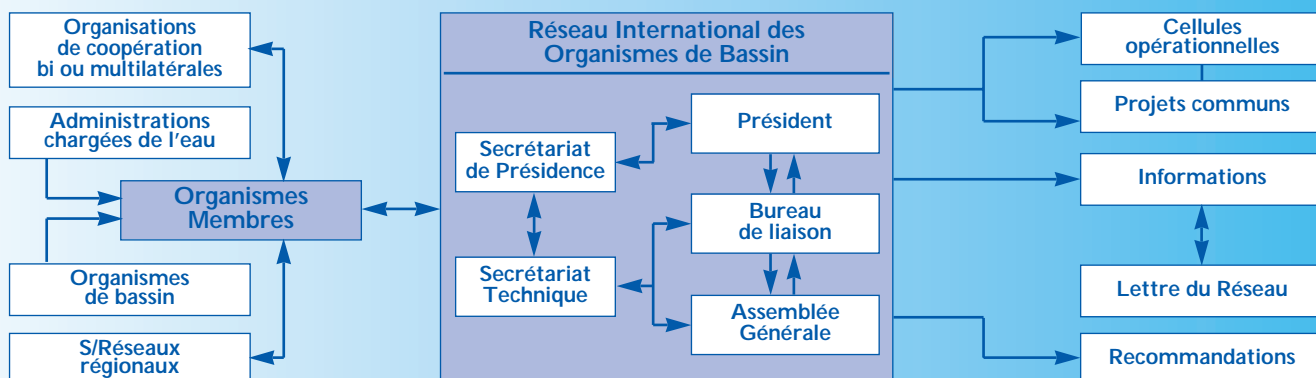 Organisations
de coopération
bi ou multilatérales
Administrations
chargées de l'eau
Organismes
Membres
Organismes
de bassin
S/Réseaux
régionaux
Réseau International des
Organismes de Bassin
Secrétariat
de Présidence
Secrétariat
Technique
Président
Bureau
de liaison
Assemblée
Générale
Cellules
opérationnelles
Projets communs
Informations
Lettre du Réseau
Recommandations